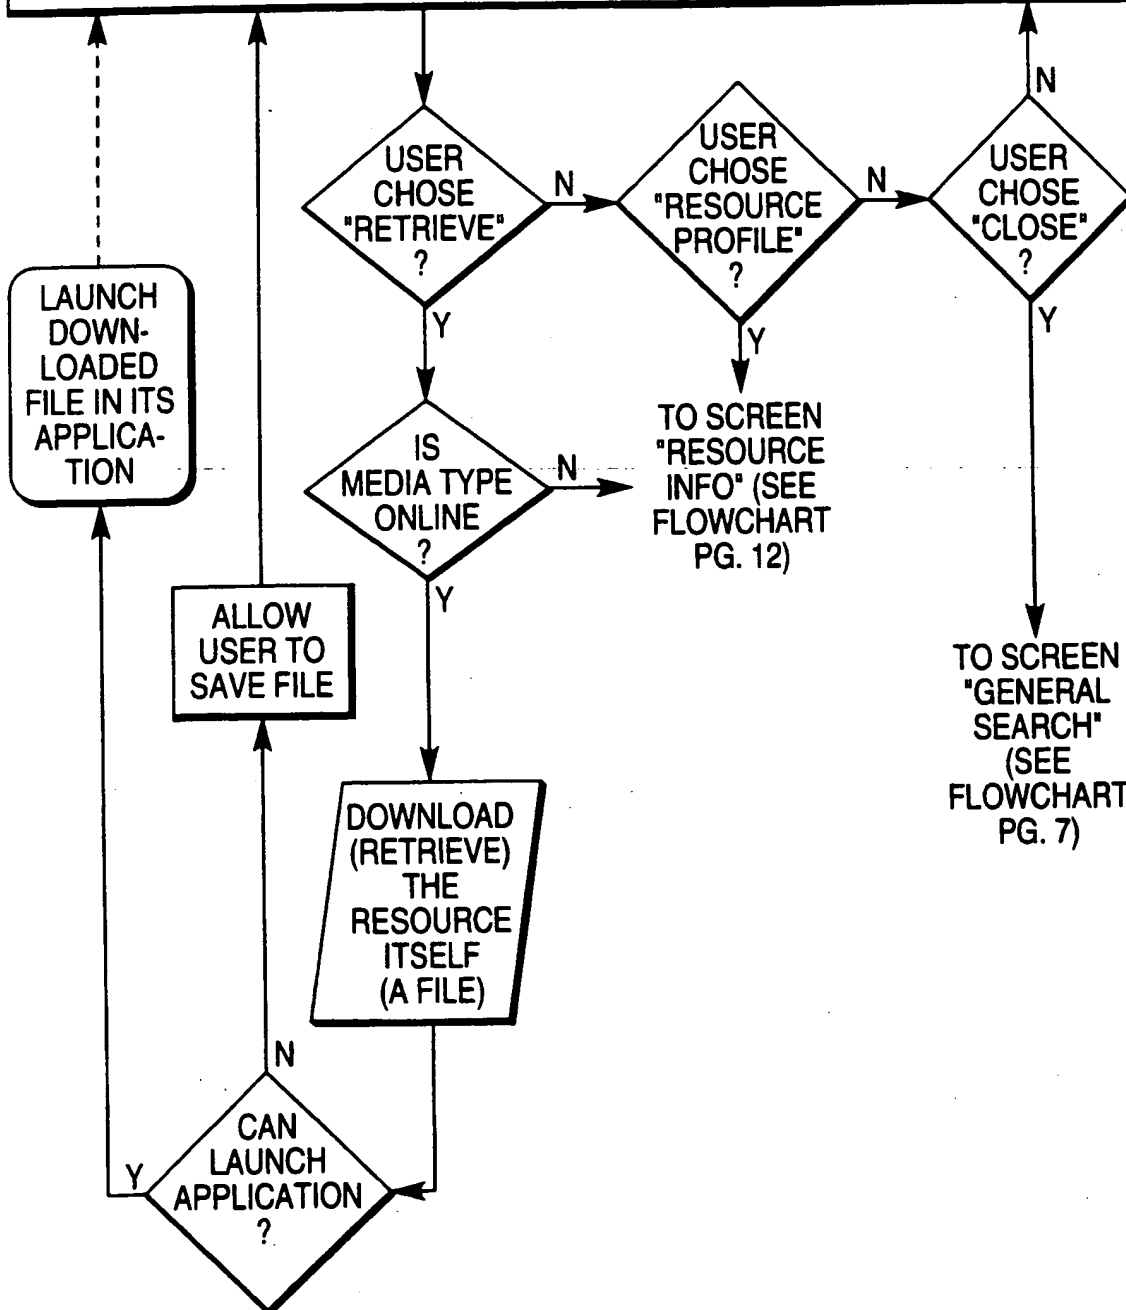 USER
CHOSE
"RETRIEVE"
?
N
Y
USER
CHOSE
"RESOURCE
PROFILE"
?
N
Y
USER
CHOSE
"CLOSE"
?
N
Y
LAUNCH
DOWN-
LOADED
FILE IN ITS
APPLICA-
TION
IS
MEDIA TYPE
ONLINE
?
N
Y
TO SCREEN
"RESOURCE
INFO" (SEE
FLOWCHART
PG. 12)
ALLOW
USER TO
SAVE FILE
TO SCREEN
"GENERAL
SEARCH"
(SEE
FLOWCHART
PG. 7)
DOWNLOAD
(RETRIEVE)
THE
RESOURCE
ITSELF
(A FILE)
CAN
LAUNCH
APPLICATION
?
N
Y